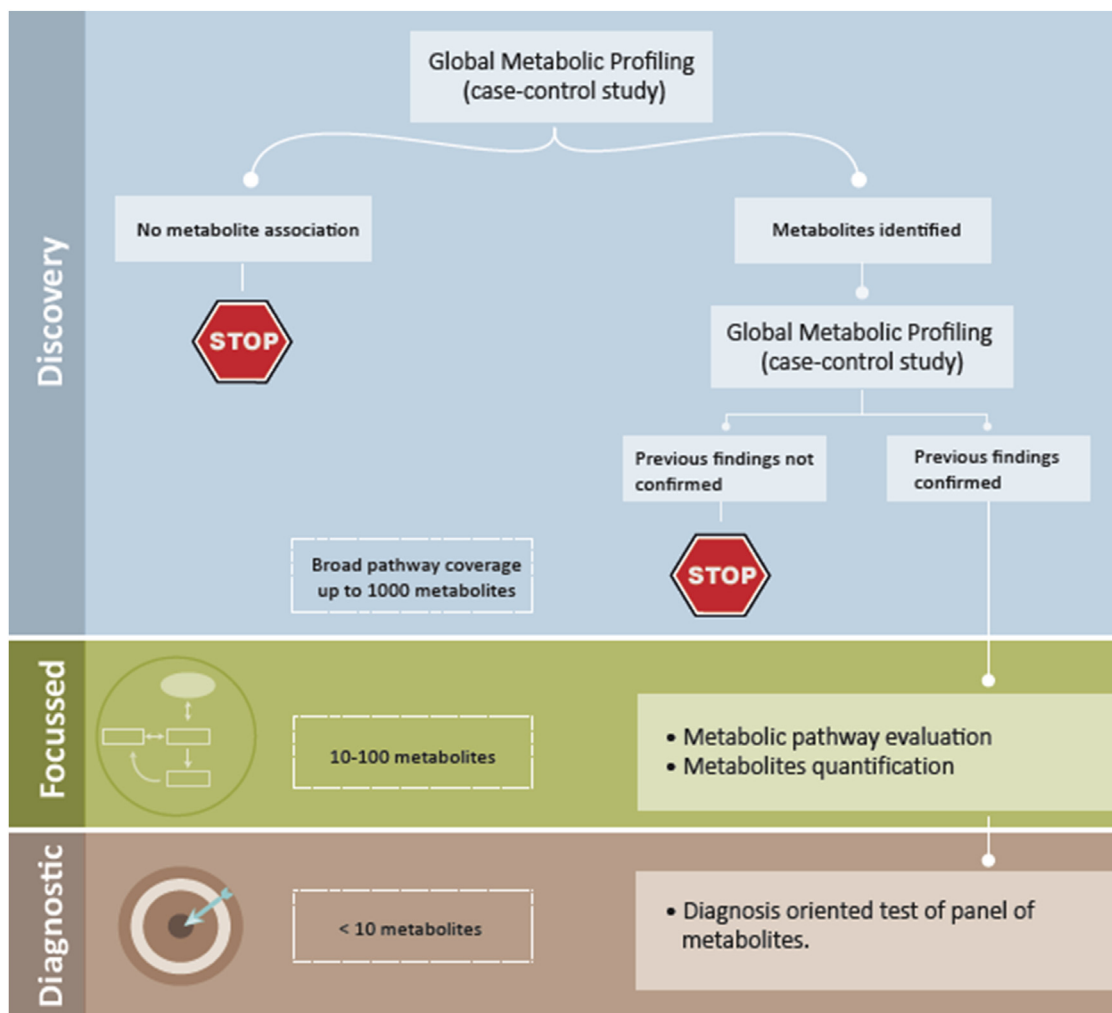 Discovery
Global Metabolic Profiling
(case-control study)
No metabolite association
STOP
Metabolites identified
Global Metabolic Profiling
(case-control study)
Previous findings not
confirmed
STOP
Previous findings
confirmed
Broad pathway coverage
up to 1000 metabolites
Focussed
10-100 metabolites
• Metabolic pathway evaluation
• Metabolites quantification
Diagnostic
< 10 metabolites
• Diagnosis oriented test of panel of
metabolites.